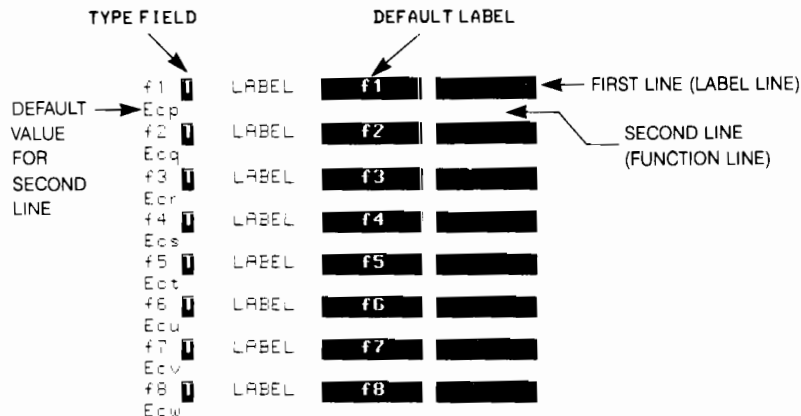 TYPE FIELD
DEFAULT LABEL
f1 T LABEL f1
FIRST LINE (LABEL LINE)
DEFAULT
VALUE
FOR
SECOND
LINE
Ecp
SECOND LINE
(FUNCTION LINE)
f2 T LABEL f2
Ecq
f3 T LABEL f3
Ecr
f4 T LABEL f4
Ecs
f5 T LABEL f5
Ect
f6 T LABEL f6
Ecu
f7 T LABEL f7
Ecv
f8 T LABEL f8
Ecw